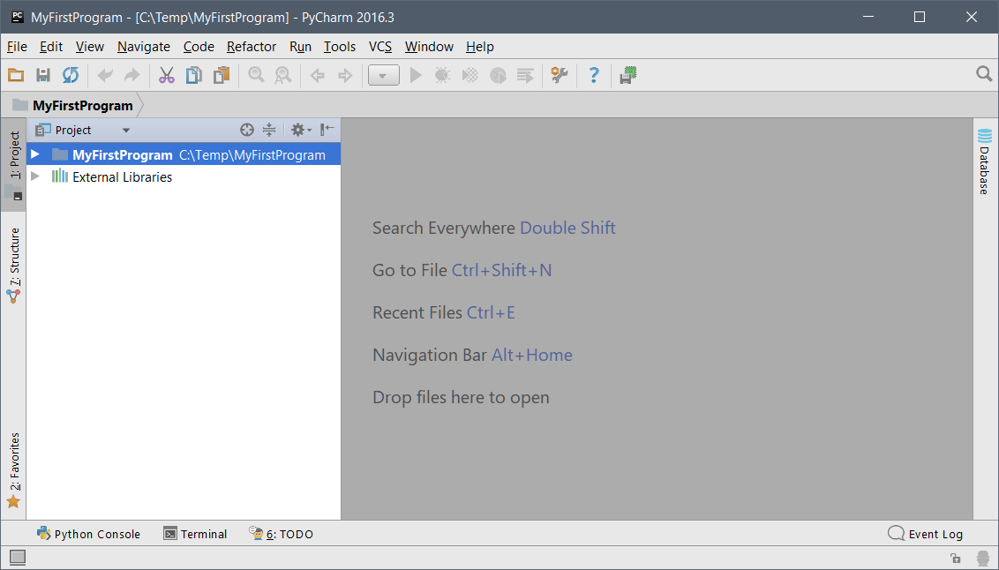 PC MyFirstProgram - [C:\Temp\MyFirstProgram] - PyCharm 2016.3
File Edit View Navigate Code Refactor Run Tools VCS Window Help
MyFirstProgram
Project
MyFirstProgram C:\Temp\MyFirstProgram
External Libraries
1: Project
7: Structure
2: Favorites
Search Everywhere Double Shift
Go to File Ctrl+Shift+N
Recent Files Ctrl+E
Navigation Bar Alt+Home
Drop files here to open
Database
Python Console Terminal 6: TODO Event Log